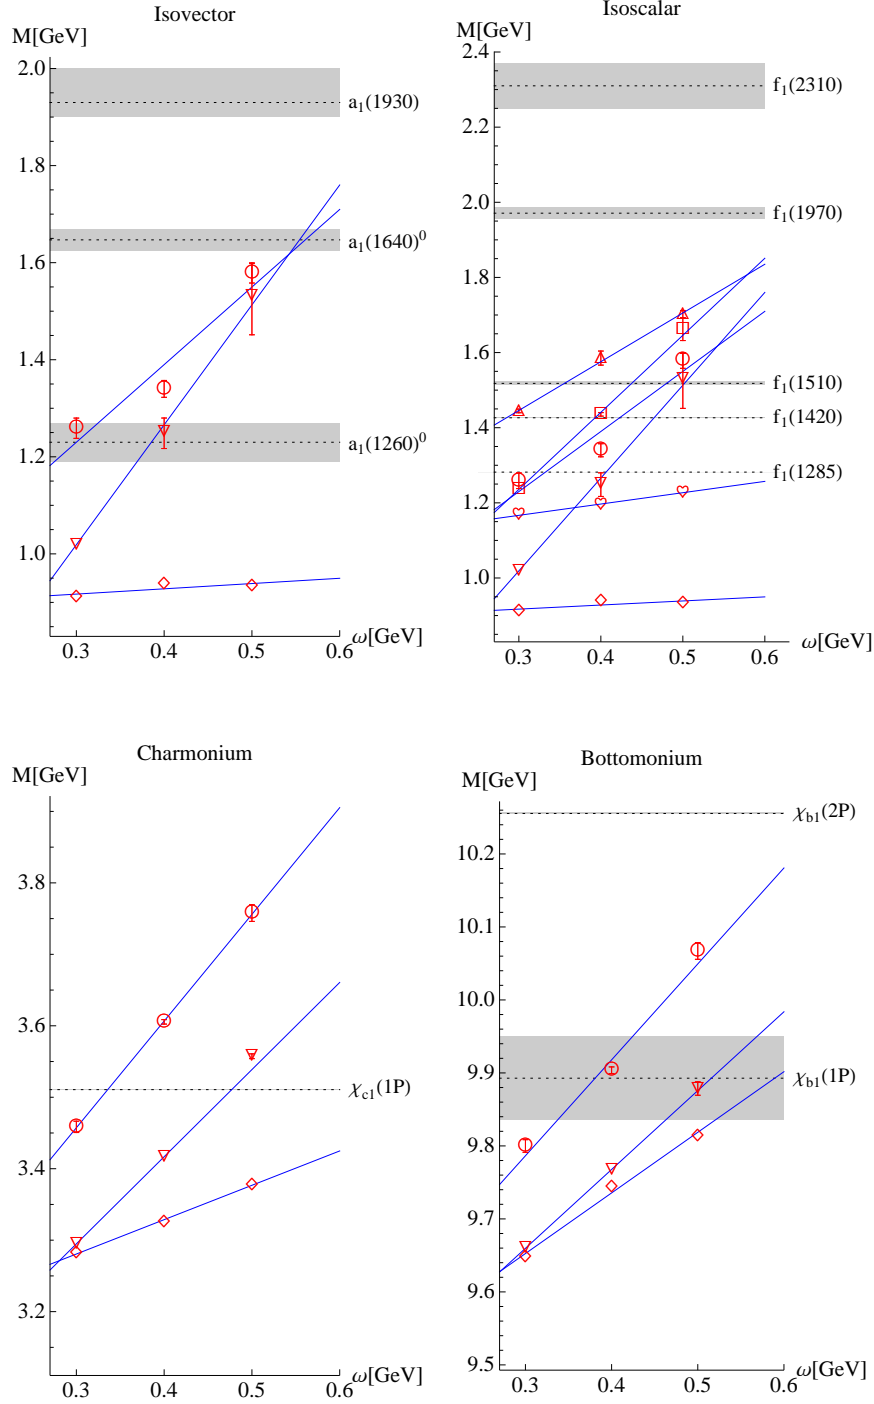 Isovector
M[GeV]
2.0
1.8
1.6
1.4
1.2
1.0
a₁(1930)
a₁(1640)⁰
a₁(1260)⁰
0.3 0.4 0.5 0.6
ω[GeV]
Isoscalar
M[GeV]
2.4
2.2
2.0
1.8
1.6
1.4
1.2
1.0
f₁(2310)
f₁(1970)
f₁(1510)
f₁(1420)
f₁(1285)
0.3 0.4 0.5 0.6
ω[GeV]
Charmonium
M[GeV]
3.8
3.6
3.4
3.2
χc1(1P)
0.3 0.4 0.5 0.6
ω[GeV]
Bottomonium
M[GeV]
10.2
10.1
10.0
9.9
9.8
9.7
9.6
9.5
χb1(2P)
χb1(1P)
0.3 0.4 0.5 0.6
ω[GeV]